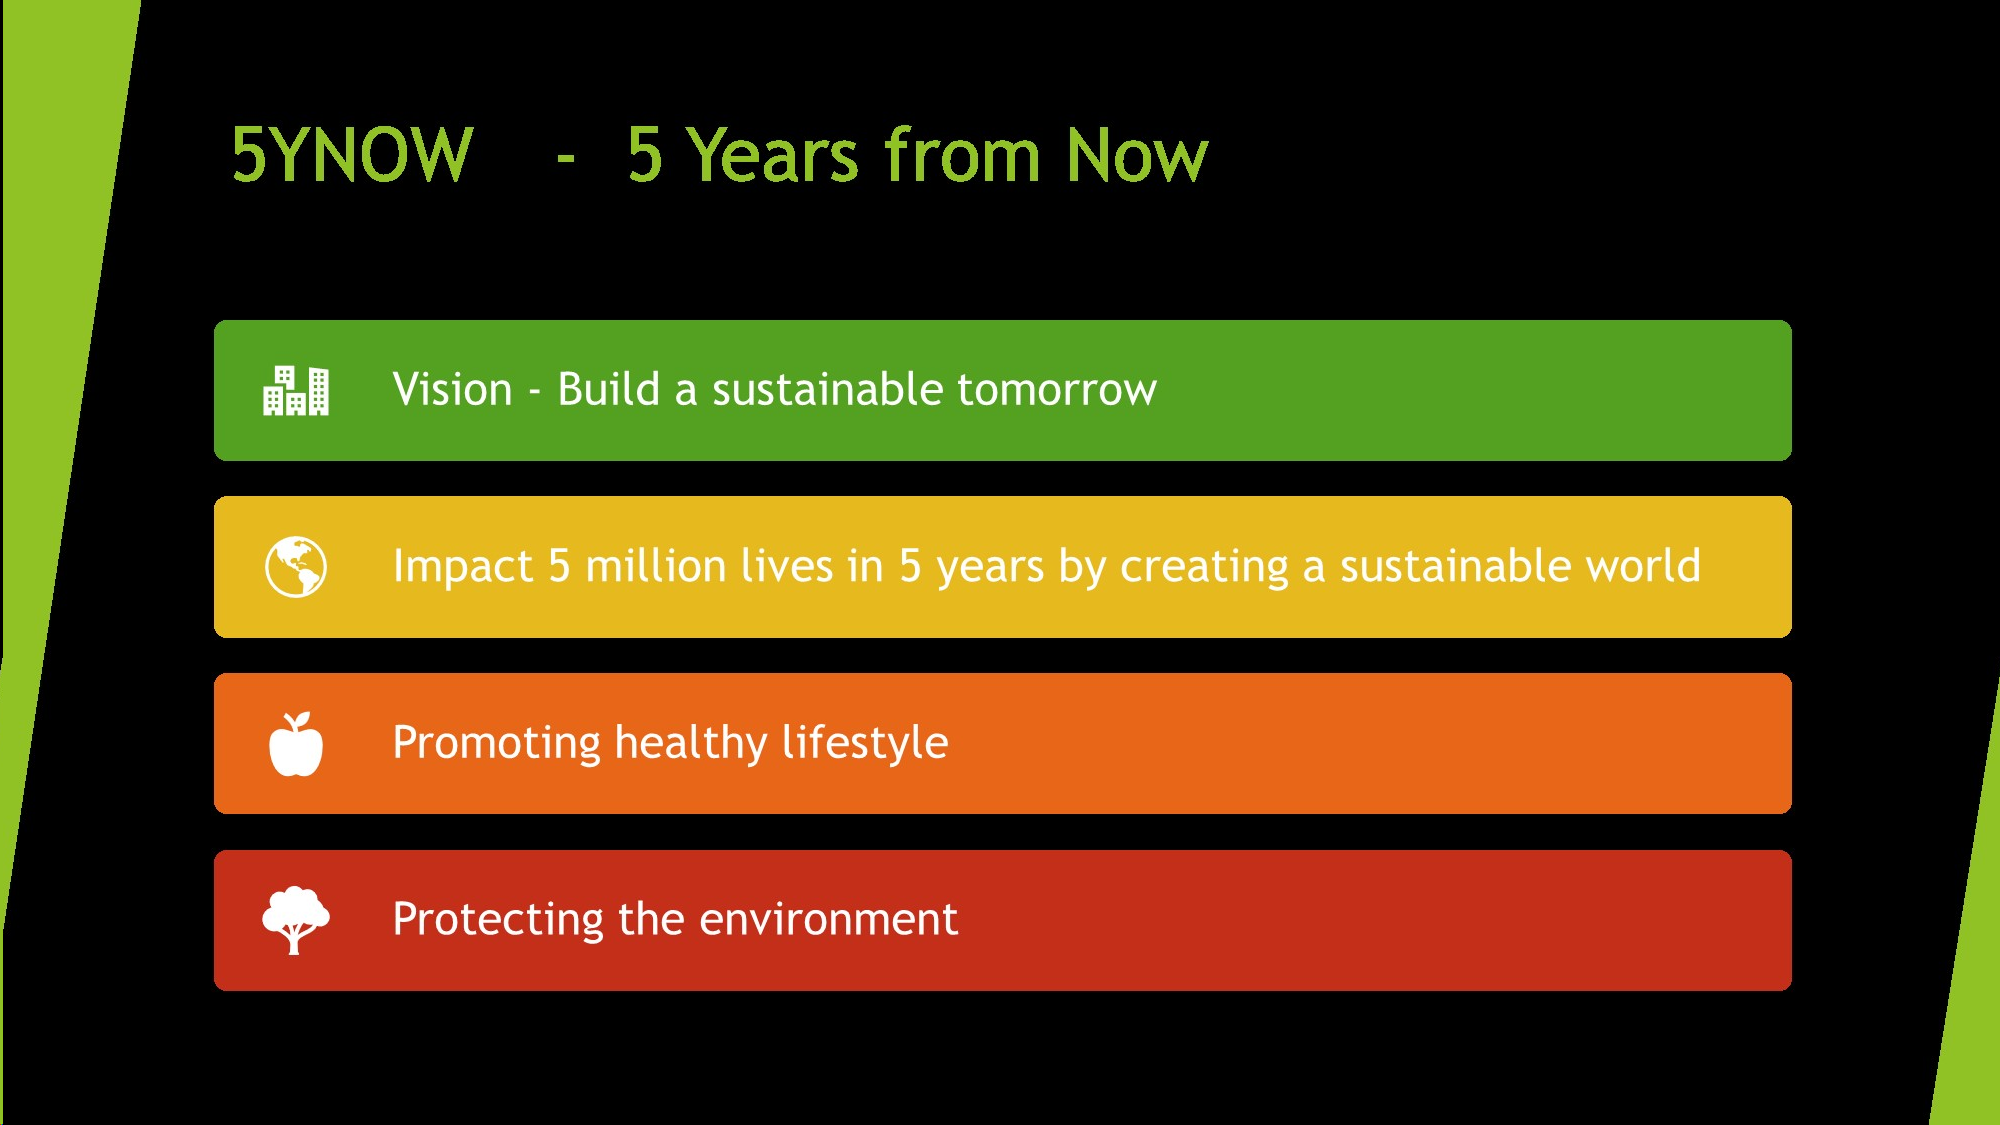 5YNOW - 5 Years from Now
Vision - Build a sustainable tomorrow
Impact 5 million lives in 5 years by creating a sustainable world
Promoting healthy lifestyle
Protecting the environment